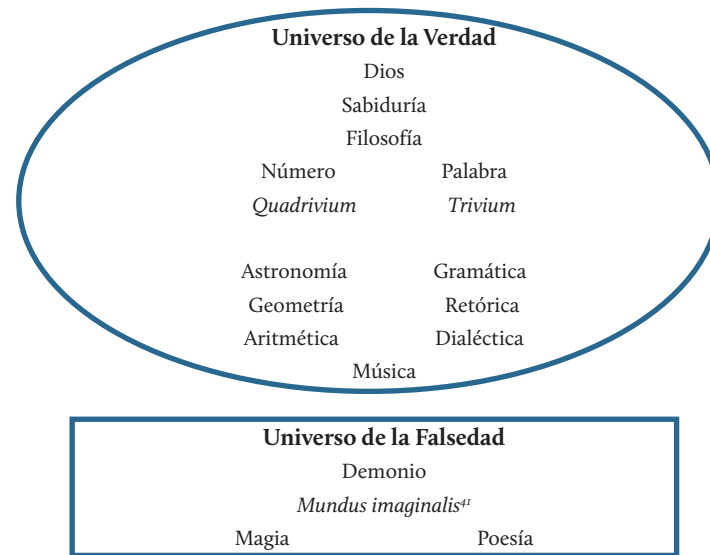 Universo de la Verdad
Dios
Sabiduría
Filosofía
Número Palabra
Quadrivium Trivium
Astronomía Gramática
Geometría Retórica
Aritmética Dialéctica
Música
Universo de la Falsedad
Demonio
Mundus imaginalis⁴¹
Magia Poesía